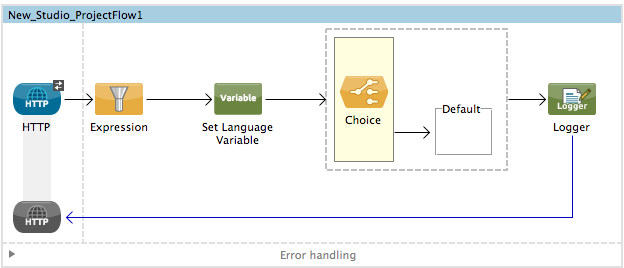 New_Studio_ProjectFlow1
HTTP
HTTP
Expression
Variable
Set Language
Variable
Choice
Default
Logger
Logger
HTTP
Error handling